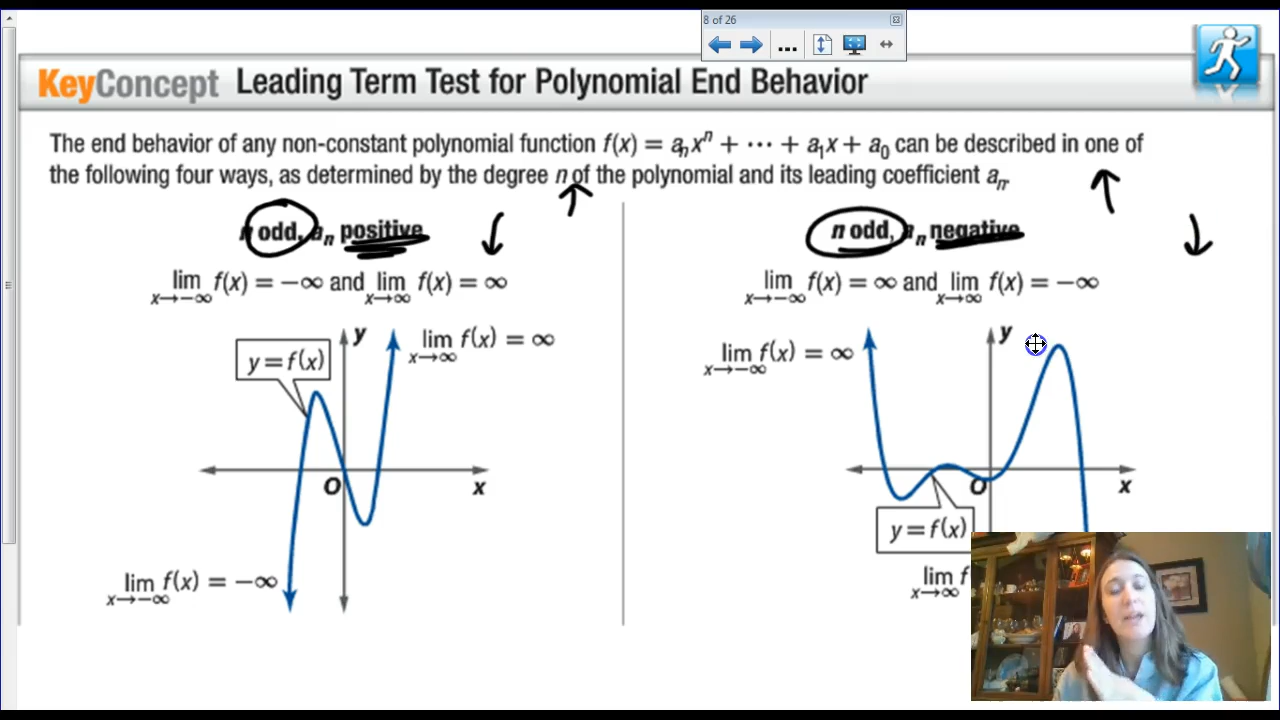 8 of 26
KeyConcept Leading Term Test for Polynomial End Behavior
The end behavior of any non-constant polynomial function f(x) = aₙxⁿ + ⋯ + a₁x + a₀ can be described in one of
the following four ways, as determined by the degree n of the polynomial and its leading coefficient aₙ.
n odd, aₙ positive
lim f(x) = −∞ and lim f(x) = ∞
x→−∞ x→∞
y
lim f(x) = ∞
x→∞
y = f(x)
O
x
lim f(x) = −∞
x→−∞
n odd, aₙ negative
lim f(x) = ∞ and lim f(x) = −∞
x→−∞ x→∞
y
lim f(x) = ∞
x→−∞
O
x
y = f(x)
lim f
x→∞